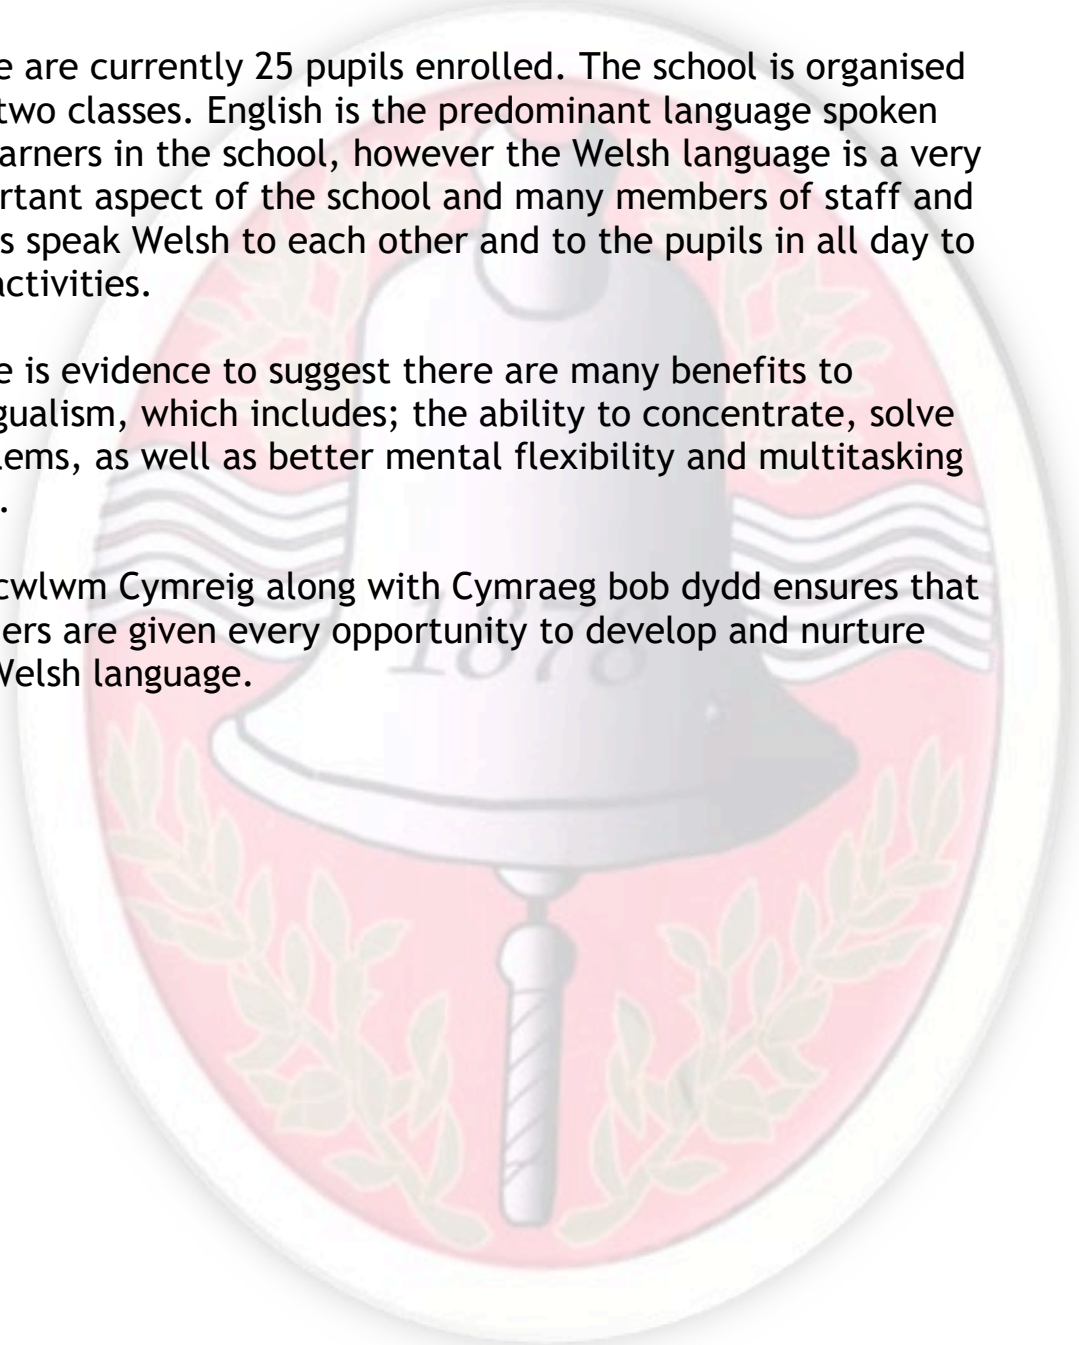 e are currently 25 pupils enrolled. The school is organised
two classes. English is the predominant language spoken
arners in the school, however the Welsh language is a very
rtant aspect of the school and many members of staff and
s speak Welsh to each other and to the pupils in all day to
activities.
e is evidence to suggest there are many benefits to
gualism, which includes; the ability to concentrate, solve
lems, as well as better mental flexibility and multitasking
.
cwlwm Cymreig along with Cymraeg bob dydd ensures that
ers are given every opportunity to develop and nurture
Welsh language.
1878